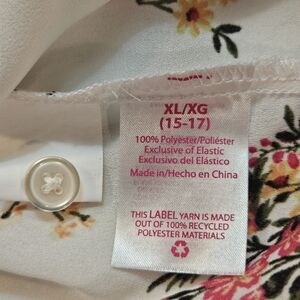 XL/XG
(15-17)
100% Polyester/Poliéster
Exclusive of Elastic
Exclusivo del Elástico
Made in/Hecho en China
THIS LABEL YARN IS MADE
OUT OF 100% RECYCLED
POLYESTER MATERIALS